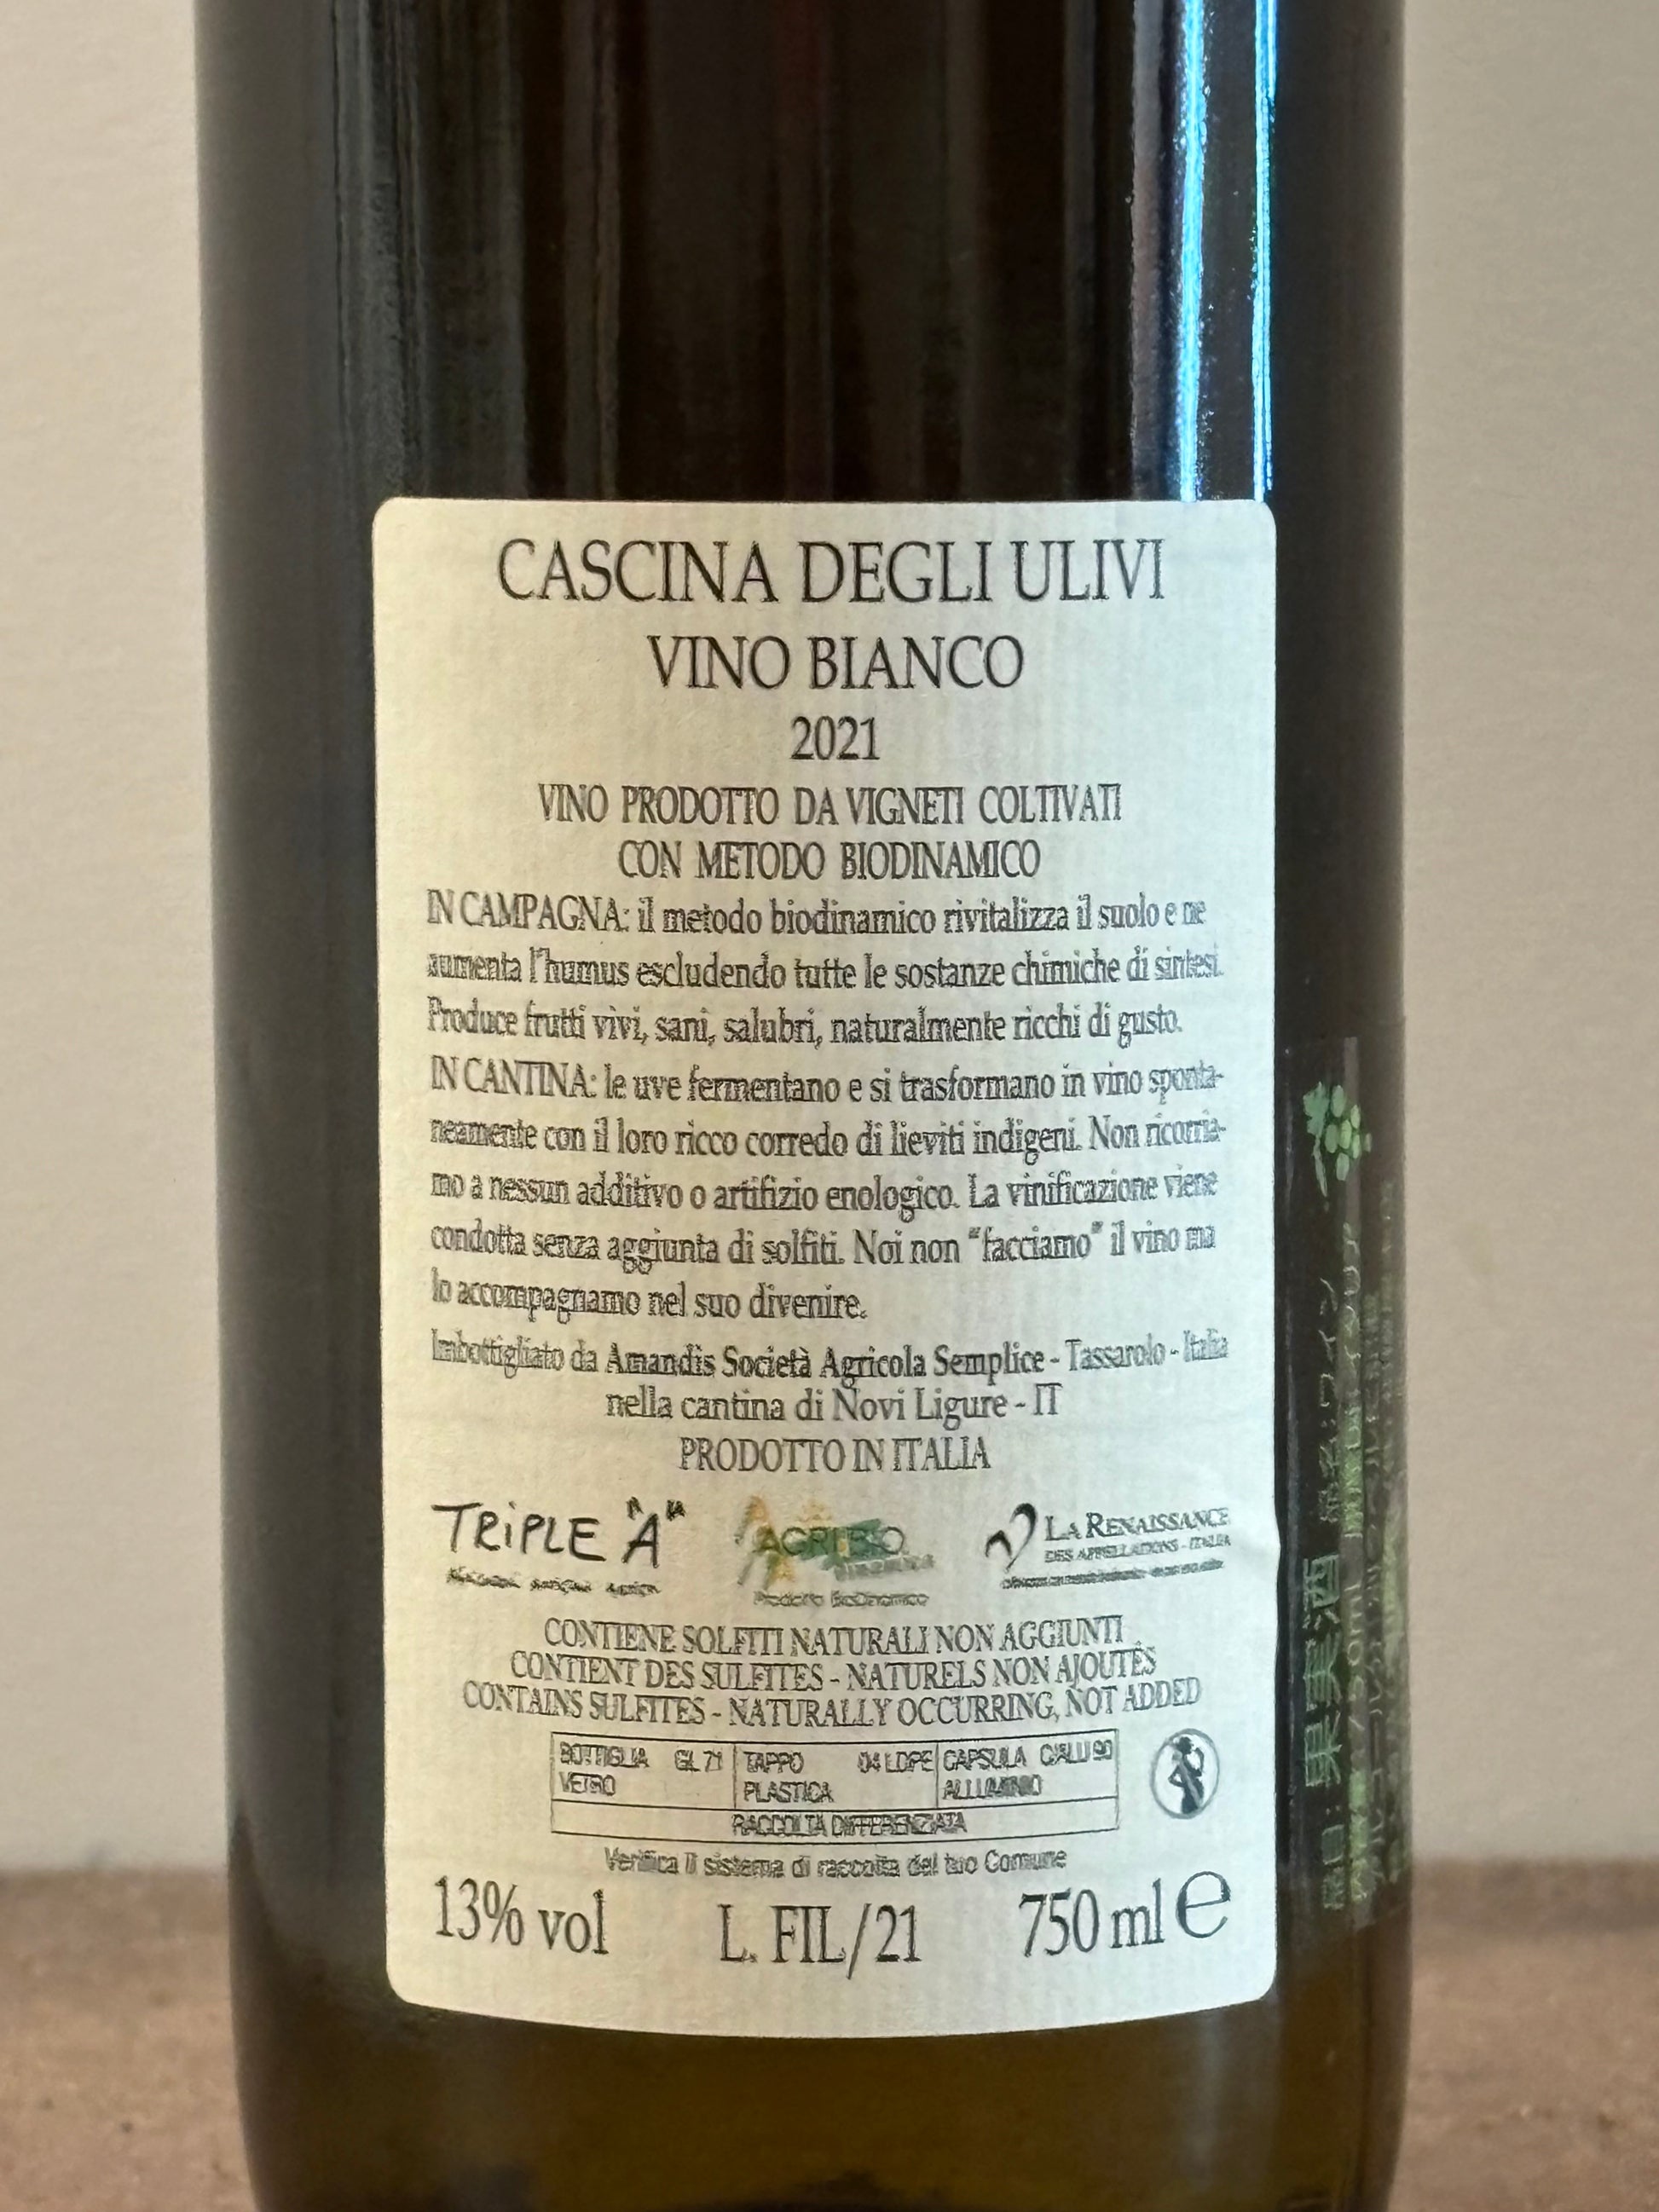 CASCINA DEGLI ULIVI
VINO BIANCO
2021
VINO PRODOTTO DA VIGNETI COLTIVATI
CON METODO BIODINAMICO
IN CAMPAGNA: il metodo biodinamico rivitalizza il suolo e ne
aumenta l'humus escludendo tutte le sostanze chimiche di sintesi.
Produce frutti vivi, sani, salubri, naturalmente ricchi di gusto.
IN CANTINA: le uve fermentano e si trasformano in vino sponta-
neamente con il loro ricco corredo di lieviti indigeni. Non ricorria-
mo a nessun additivo o artifizio enologico. La vinificazione viene
condotta senza aggiunta di solfiti. Noi non "facciamo" il vino ma
lo accompagnamo nel suo divenire.
Imbottigliato da Amandis Società Agricola Semplice - Tassarolo - Italia
nella cantina di Novi Ligure - IT
PRODOTTO IN ITALIA
TRiPLE "A"
AGRI BIO
Prodotto BioDinamico
LA RENAISSANCE
DES APPELLATIONS - ITALIA
CONTIENE SOLFITI NATURALI NON AGGIUNTI
CONTIENT DES SULFITES - NATURELS NON AJOUTÉS
CONTAINS SULFITES - NATURALLY OCCURRING, NOT ADDED
BOTTIGLIA GL 71 TAPPO 04 LDPE CAPSULA C/ALU 90
VETRO PLASTICA ALLUMINIO
RACCOLTA DIFFERENZIATA
Verifica il sistema di raccolta del tuo Comune
13% vol L. FIL/21 750 ml e
品目: 果実酒